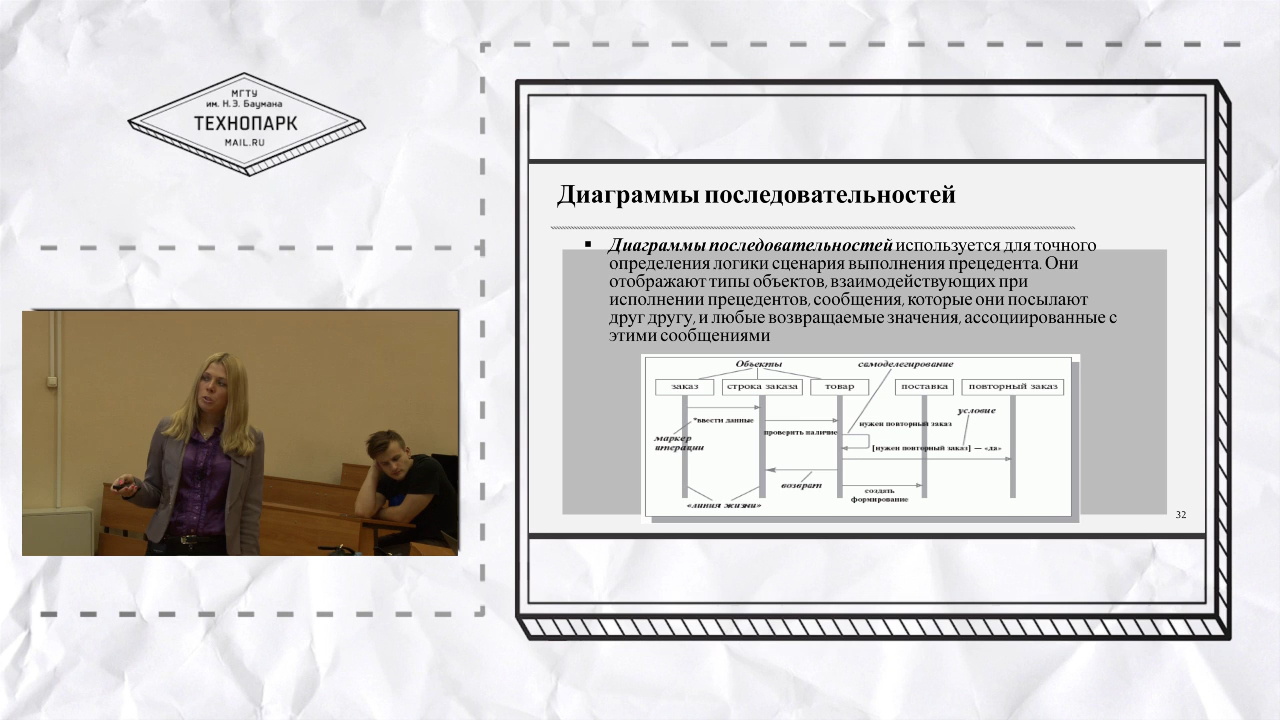 МГТУ
им. Н.Э. Баумана
ТЕХНОПАРК
MAIL.RU
Диаграммы последовательностей
Диаграммы последовательностей используется для точного
определения логики сценария выполнения прецедента. Они
отображают типы объектов, взаимодействующих при
исполнении прецедентов, сообщения, которые они посылают
друг другу, и любые возвращаемые значения, ассоциированные с
этими сообщениями
Объекты
самоделегирование
заказ
строка заказа
товар
поставка
повторный заказ
условие
*ввести данные
нужен повторный заказ
проверить наличие
маркер
итерации
[нужен повторный заказ] — «да»
возврат
создать
формирование
«линия жизни»
32